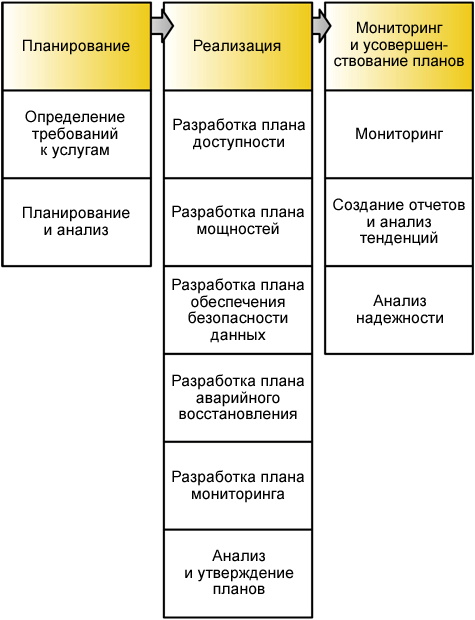 Планирование
Определение
требований
к услугам
Планирование
и анализ
Реализация
Разработка плана
доступности
Разработка плана
мощностей
Разработка плана
обеспечения
безопасности
данных
Разработка плана
аварийного
восстановления
Разработка плана
мониторинга
Анализ
и утверждение
планов
Мониторинг
и усовершен-
ствование планов
Мониторинг
Создание отчетов
и анализ
тенденций
Анализ
надежности